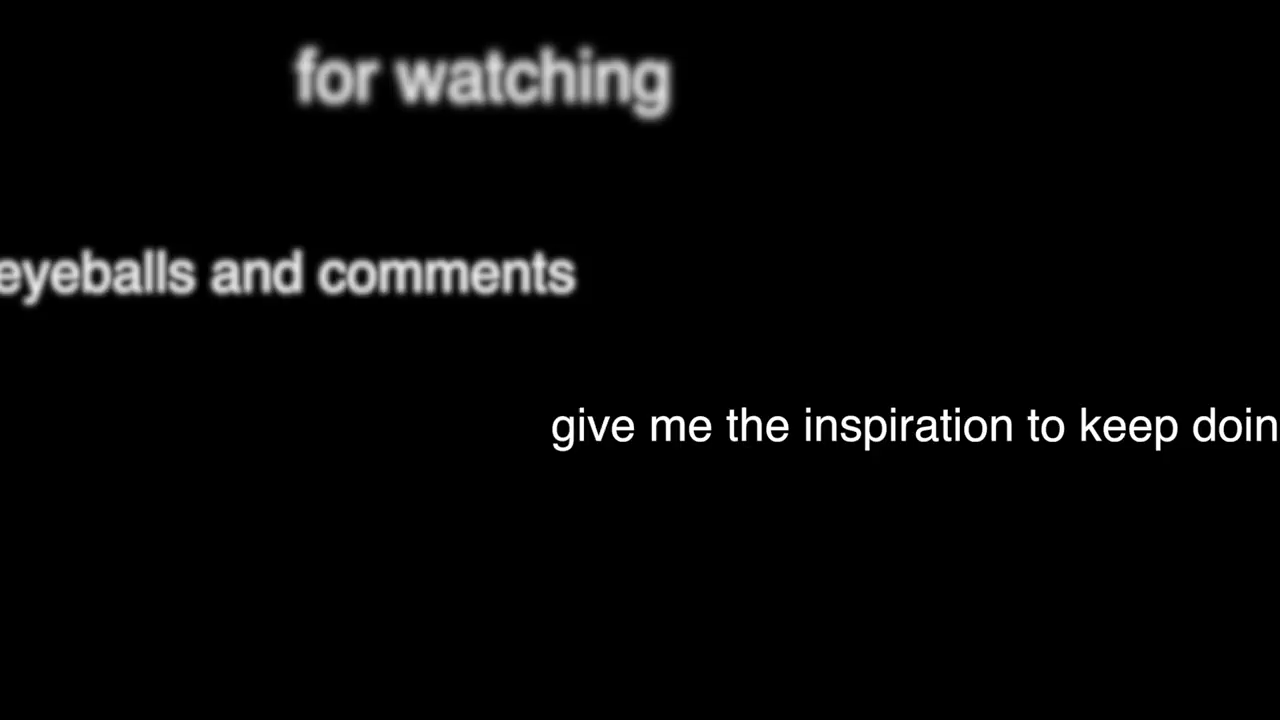 for watching
eyeballs and comments
give me the inspiration to keep doin